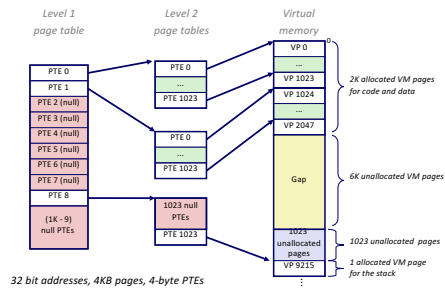 Level 1
page table
Level 2
page tables
Virtual
memory
PTE 0
PTE 1
PTE 2 (null)
PTE 3 (null)
PTE 4 (null)
PTE 5 (null)
PTE 6 (null)
PTE 7 (null)
PTE 8
(1K - 9)
null PTEs
PTE 0
...
PTE 1023
PTE 0
...
PTE 1023
1023 null
PTEs
PTE 1023
0
VP 0
...
VP 1023
VP 1024
...
VP 2047
Gap
1023
unallocated
pages
VP 9215
...
2K allocated VM pages
for code and data
6K unallocated VM pages
1023 unallocated pages
1 allocated VM page
for the stack
32 bit addresses, 4KB pages, 4-byte PTEs